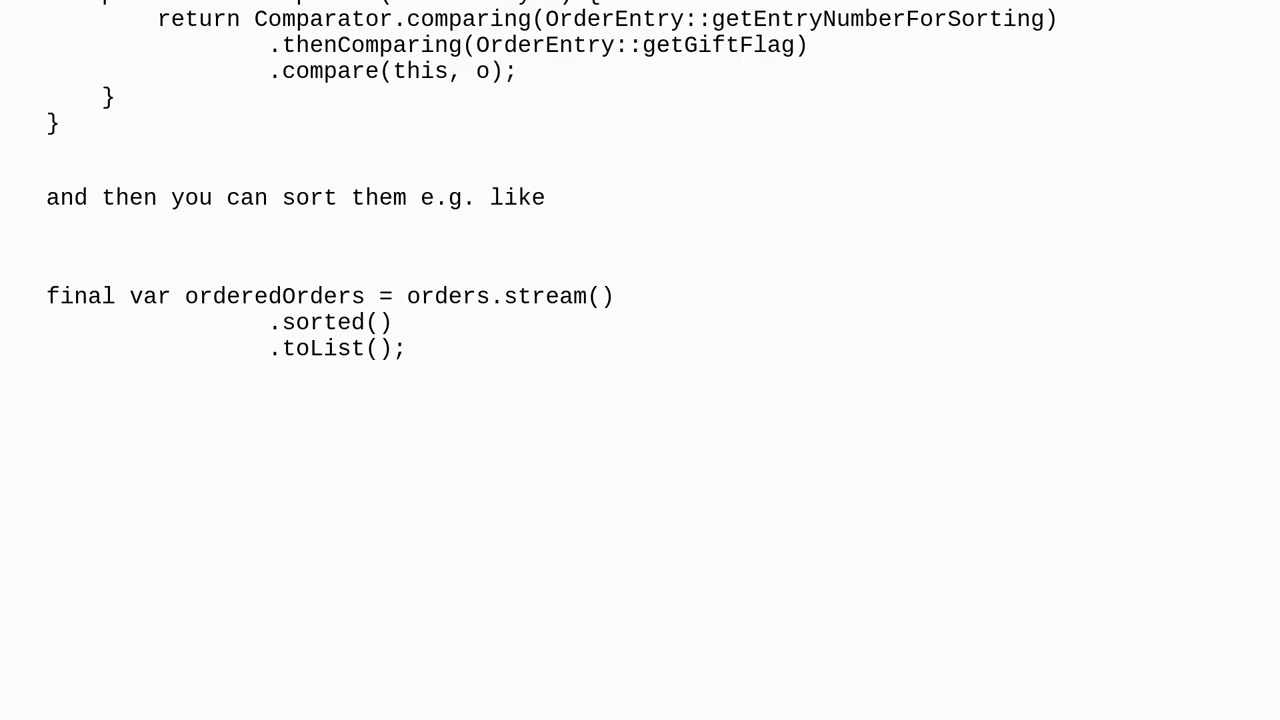 return Comparator.comparing(OrderEntry::getEntryNumberForSorting)
.thenComparing(OrderEntry::getGiftFlag)
.compare(this, o);
}
}
and then you can sort them e.g. like
final var orderedOrders = orders.stream()
.sorted()
.toList();